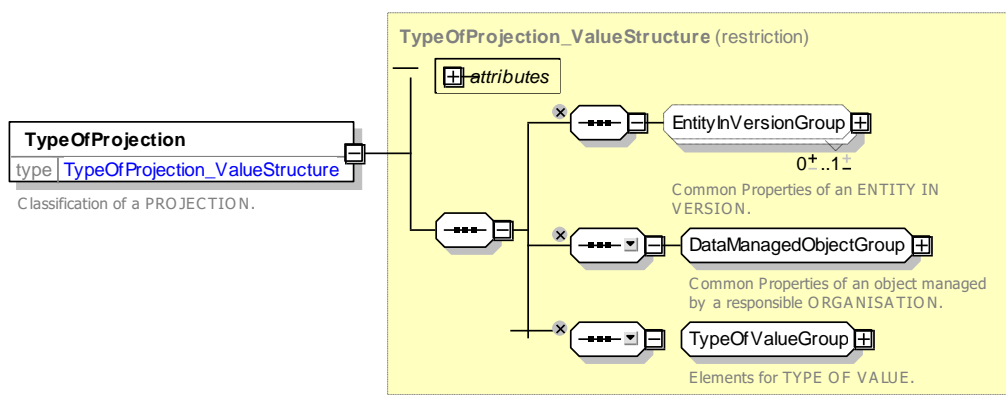 TypeOfProjection_ValueStructure (restriction)
attributes
TypeOfProjection
type TypeOfProjection_ValueStructure
Classification of a PROJECTION.
EntityInVersionGroup
0..1
Common Properties of an ENTITY IN
VERSION.
DataManagedObjectGroup
Common Properties of an object managed
by a responsible ORGANISATION.
TypeOfValueGroup
Elements for TYPE OF VALUE.